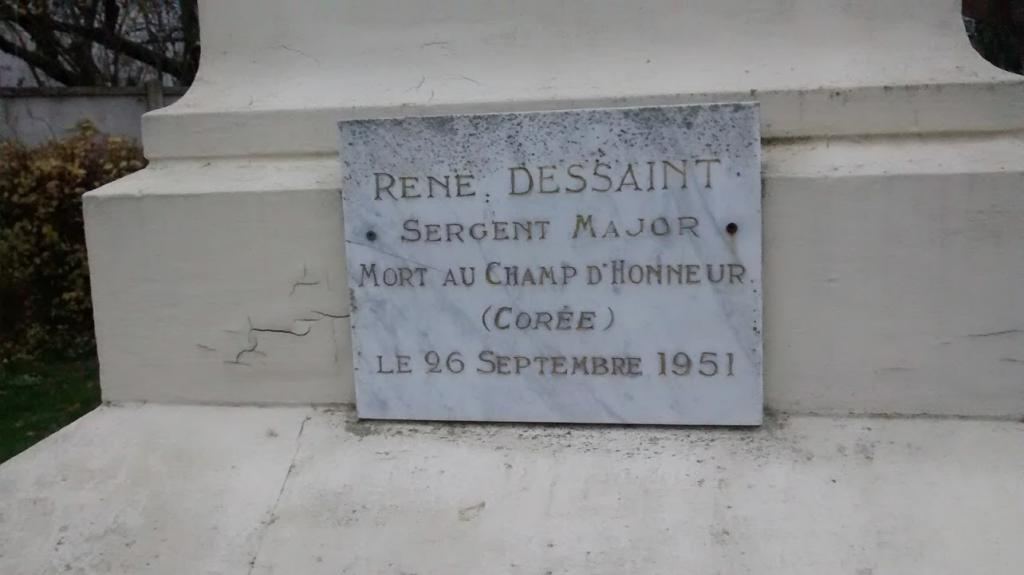 RENÉ DESSAINT
SERGENT MAJOR
MORT AU CHAMP D'HONNEUR
(CORÉE)
LE 26 SEPTEMBRE 1951